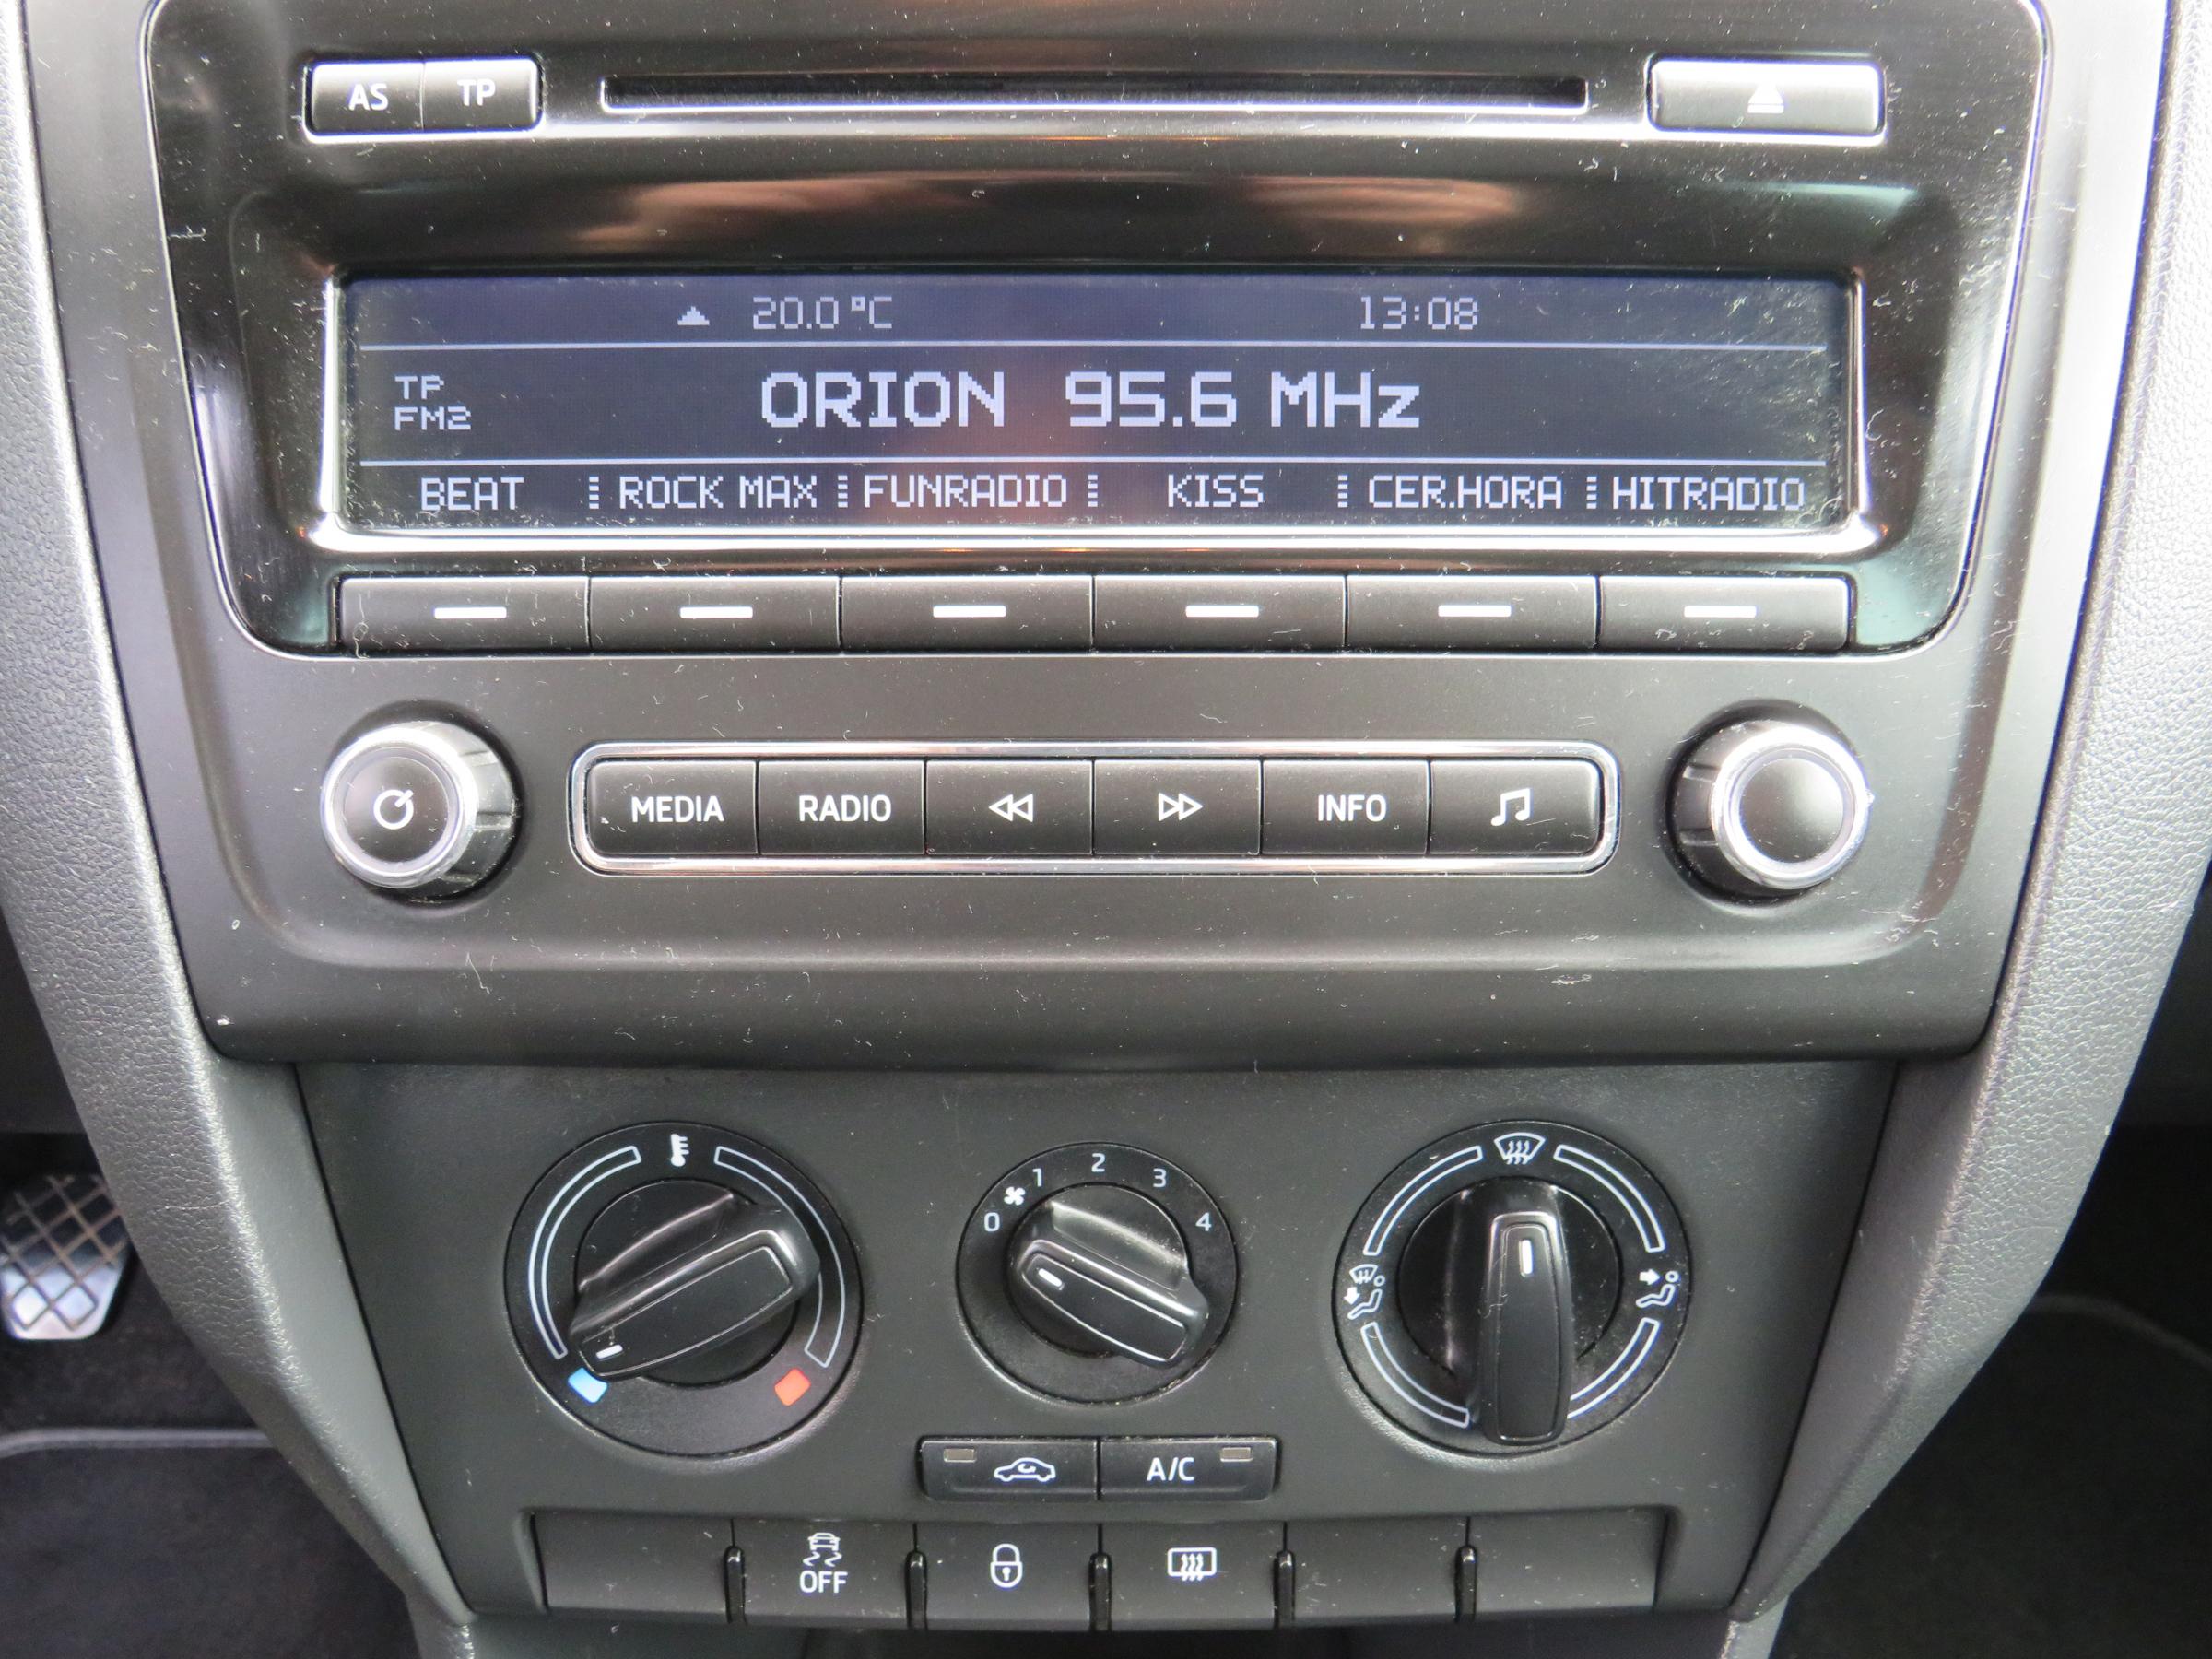 AS TP
20.0 °C 13:08
TP
FM2
ORION 95.6 MHz
BEAT ROCK MAX FUNRADIO KISS CER.HORA HITRADIO
MEDIA RADIO INFO
0 1 2 3 4
A/C
OFF